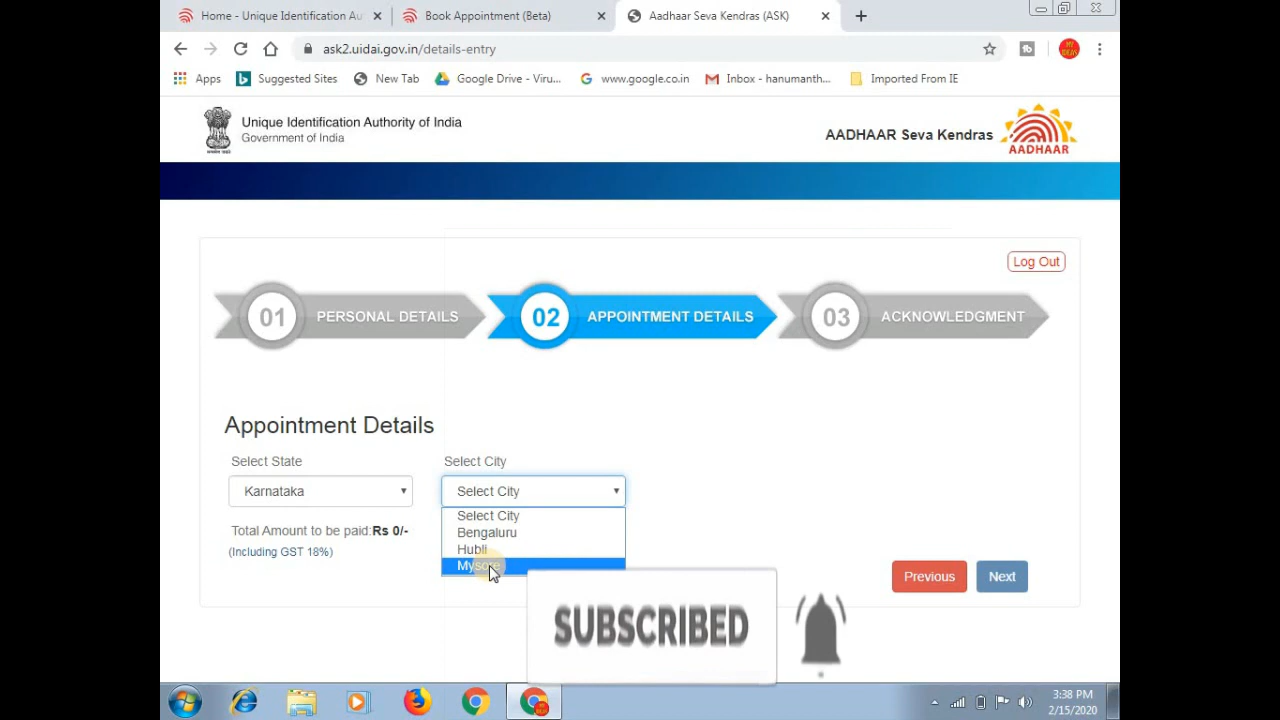 Home - Unique Identification Au
Book Appointment (Beta)
Aadhaar Seva Kendras (ASK)
ask2.uidai.gov.in/details-entry
Apps
Suggested Sites
New Tab
Google Drive - Viru...
www.google.co.in
Inbox - hanumanth...
Imported From IE
Unique Identification Authority of India
Government of India
AADHAAR Seva Kendras
AADHAAR
Log Out
01 PERSONAL DETAILS
02 APPOINTMENT DETAILS
03 ACKNOWLEDGMENT
Appointment Details
Select State
Select City
Karnataka
Select City
Select City
Bengaluru
Hubli
Mysore
Total Amount to be paid:Rs 0/-
(Including GST 18%)
Previous
Next
SUBSCRIBED
3:38 PM
2/15/2020